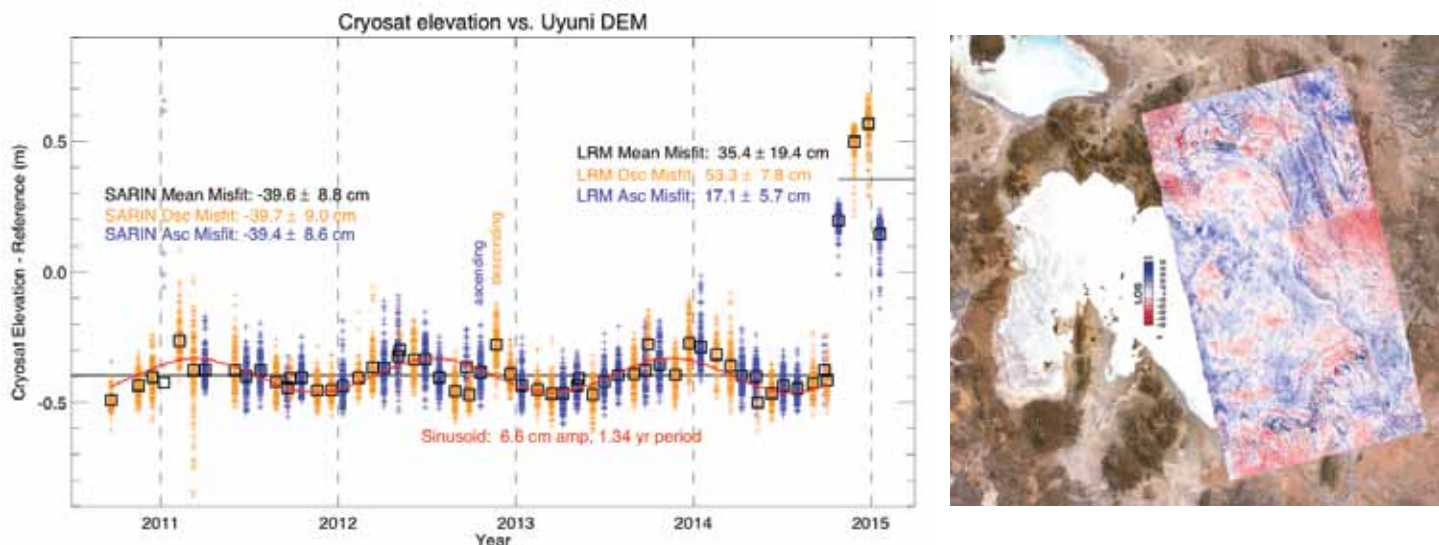 Cryosat elevation vs. Uyuni DEM
Cryosat Elevation - Reference (m)
0.5
0.0
-0.5
SARIN Mean Misfit: -39.6 ± 8.8 cm
SARIN Dsc Misfit: -39.7 ± 9.0 cm
SARIN Asc Misfit: -39.4 ± 8.6 cm
LRM Mean Misfit: 35.4 ± 19.4 cm
LRM Dsc Misfit: 53.3 ± 7.8 cm
LRM Asc Misfit: 17.1 ± 5.7 cm
ascending
descending
Sinusoid: 6.6 cm amp, 1.34 yr period
2011
2012
2013
2014
2015
Year
LOS